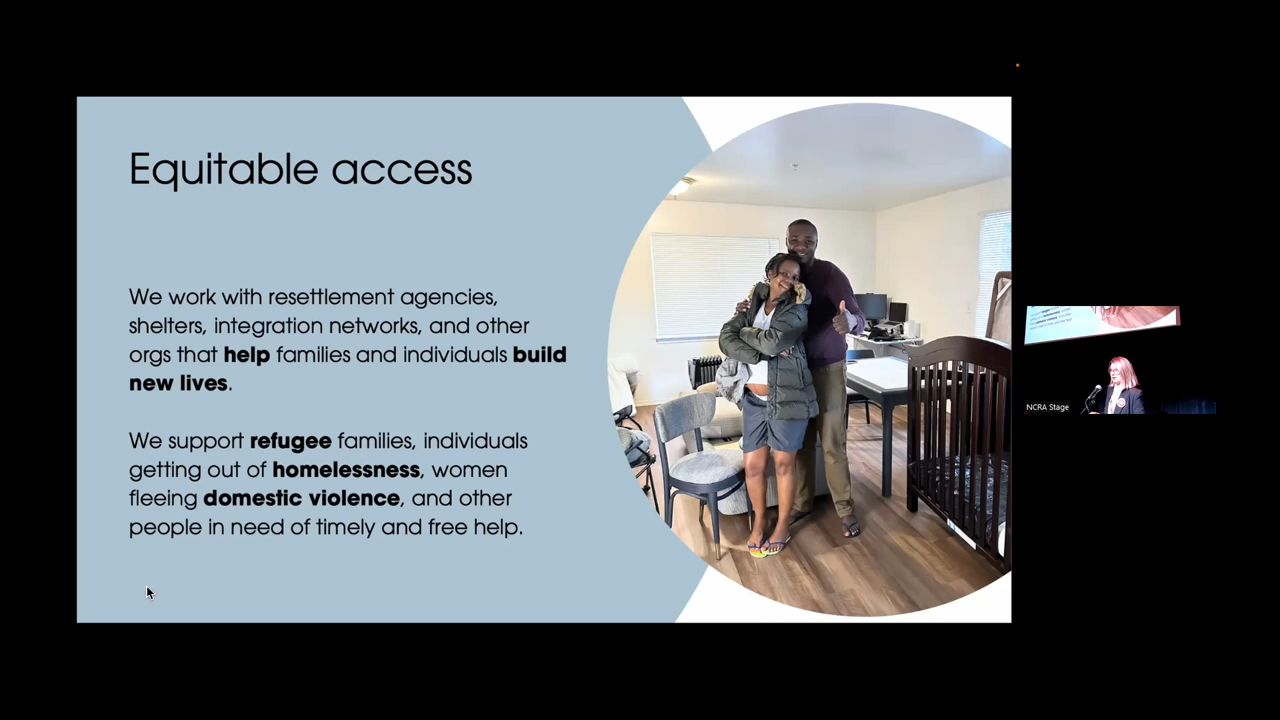 Equitable access
We work with resettlement agencies,
shelters, integration networks, and other
orgs that help families and individuals build
new lives.
We support refugee families, individuals
getting out of homelessness, women
fleeing domestic violence, and other
people in need of timely and free help.
NCRA Stage